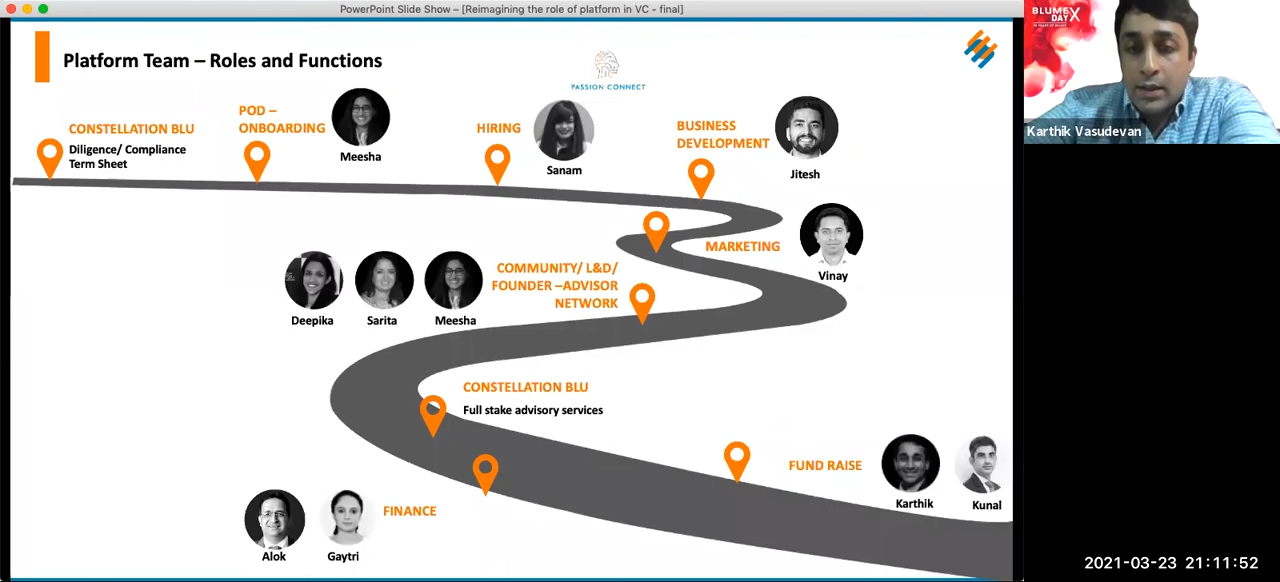 PowerPoint Slide Show – [Reimagining the role of platform in VC - final]
Platform Team – Roles and Functions
PASSION CONNECT
CONSTELLATION BLU
Diligence/ Compliance
Term Sheet
POD –
ONBOARDING
Meesha
HIRING
Sanam
BUSINESS
DEVELOPMENT
Jitesh
MARKETING
Vinay
Deepika
Sarita
Meesha
COMMUNITY/ L&D/
FOUNDER –ADVISOR
NETWORK
CONSTELLATION BLU
Full stake advisory services
FUND RAISE
Karthik
Kunal
Alok
Gaytri
FINANCE
BLUME
DAY X
Karthik Vasudevan
2021-03-23 21:11:52